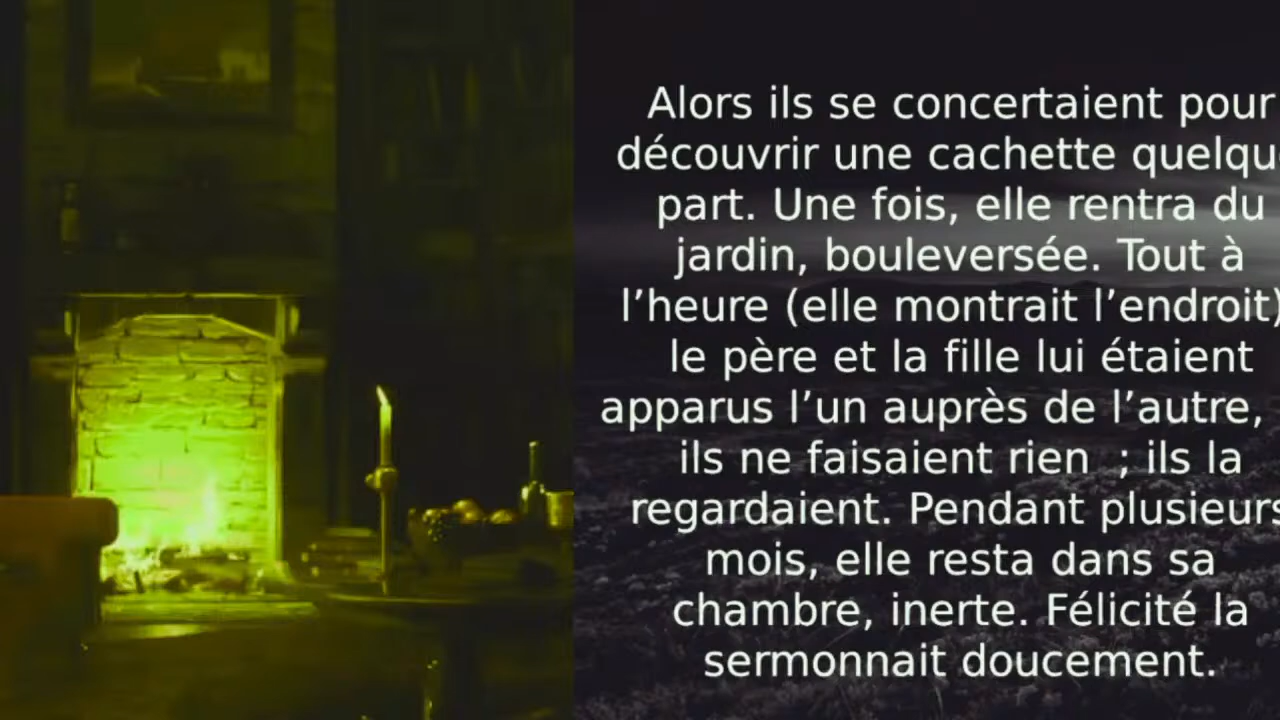 Alors ils se concertaient pour
découvrir une cachette quelqu
part. Une fois, elle rentra du
jardin, bouleversée. Tout à
l’heure (elle montrait l’endroit)
le père et la fille lui étaient
apparus l’un auprès de l’autre,
ils ne faisaient rien  ; ils la
regardaient. Pendant plusieurs
mois, elle resta dans sa
chambre, inerte. Félicité la
sermonnait doucement.